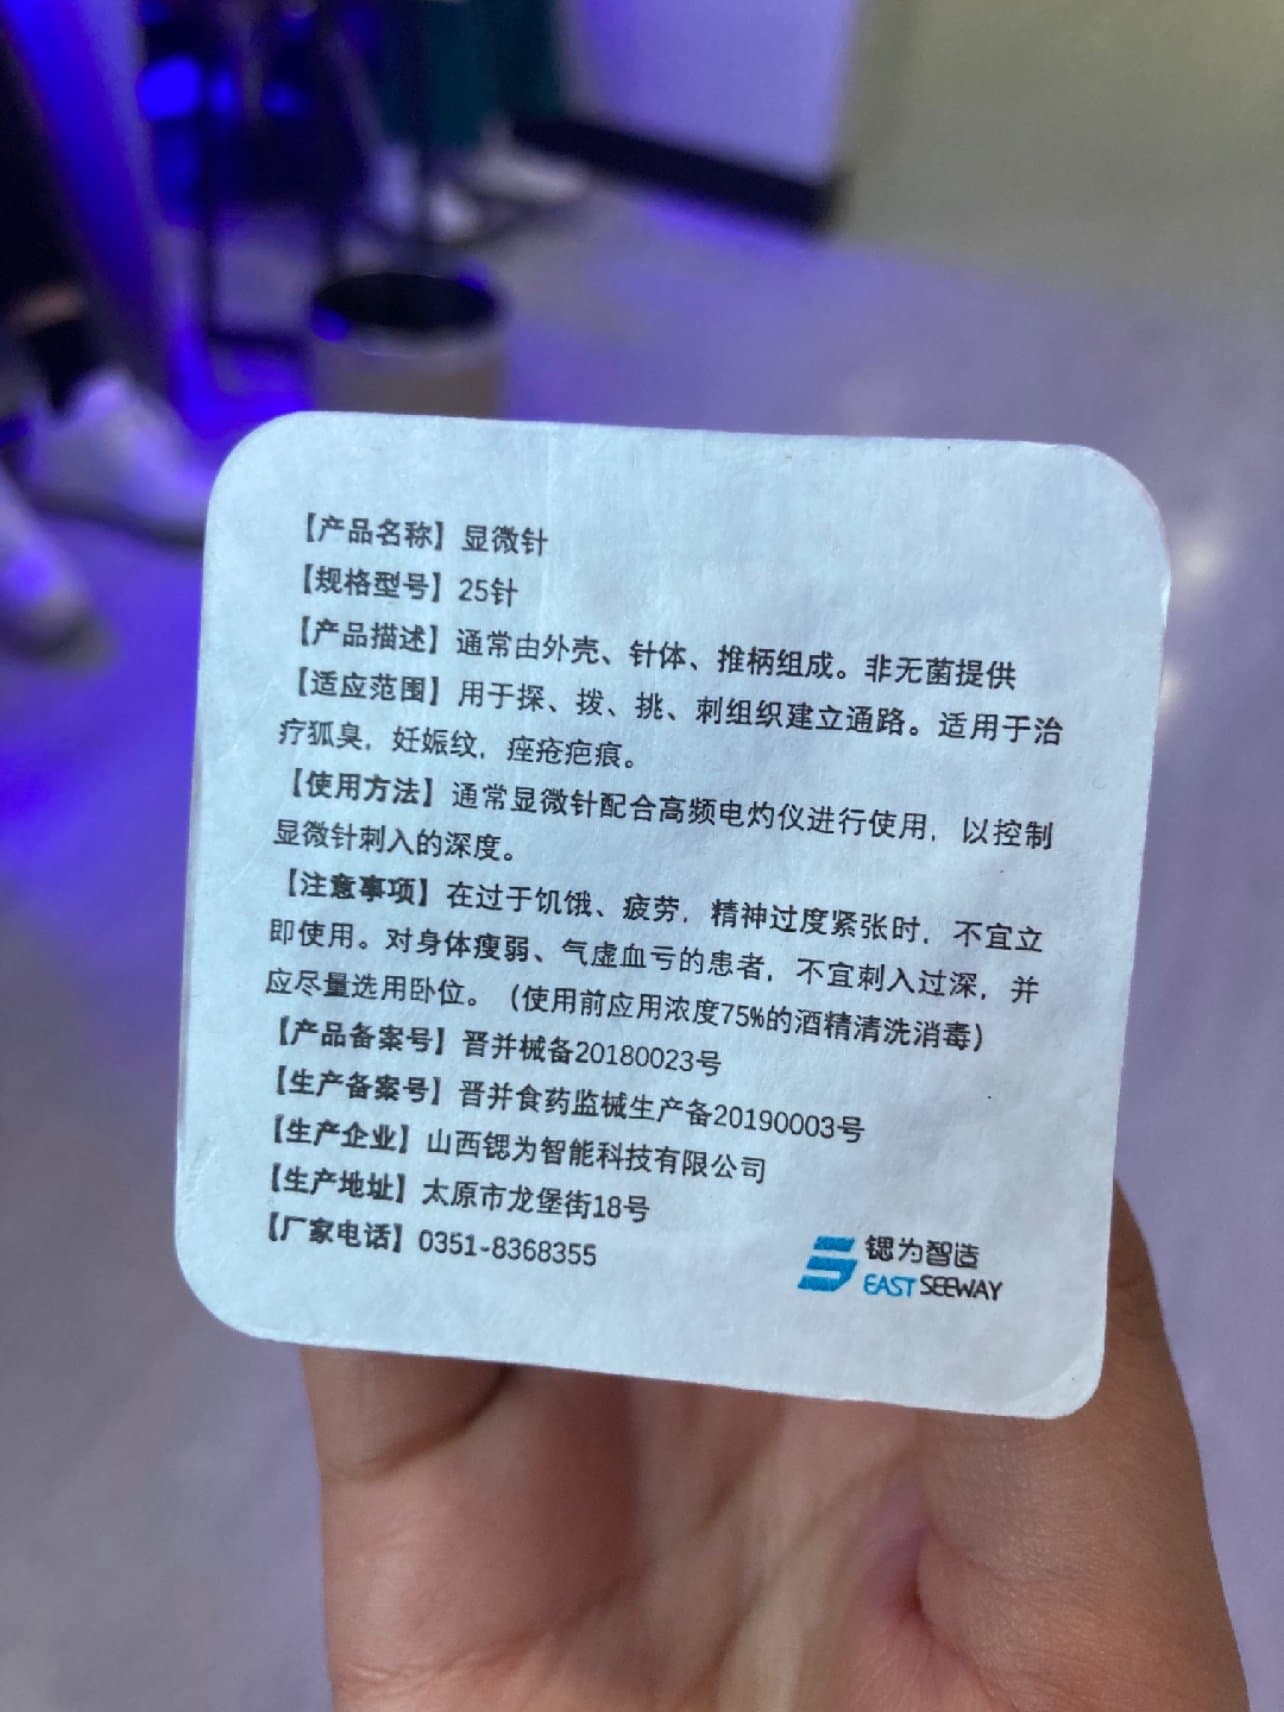 【产品名称】显微针
【规格型号】25针
【产品描述】通常由外壳、针体、推柄组成。非无菌提供
【适应范围】用于探、拨、挑、刺组织建立通路。适用于治
疗狐臭，妊娠纹，痤疮疤痕。
【使用方法】通常显微针配合高频电灼仪进行使用，以控制
显微针刺入的深度。
【注意事项】在过于饥饿、疲劳，精神过度紧张时，不宜立
即使用。对身体瘦弱、气虚血亏的患者，不宜刺入过深，并
应尽量选用卧位。（使用前应用浓度75%的酒精清洗消毒）
【产品备案号】晋并械备20180023号
【生产备案号】晋并食药监械生产备20190003号
【生产企业】山西锶为智能科技有限公司
【生产地址】太原市龙堡街18号
【厂家电话】0351-8368355
锶为智造
EAST SEEWAY